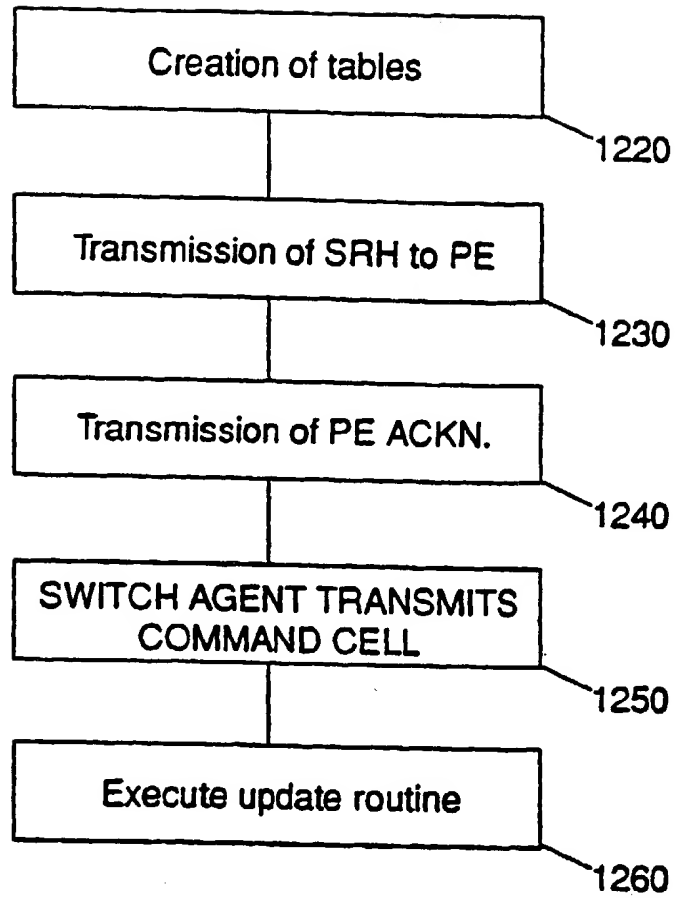 Creation of tables
1220
Transmission of SRH to PE
1230
Transmission of PE ACKN.
1240
SWITCH AGENT TRANSMITS
COMMAND CELL
1250
Execute update routine
1260